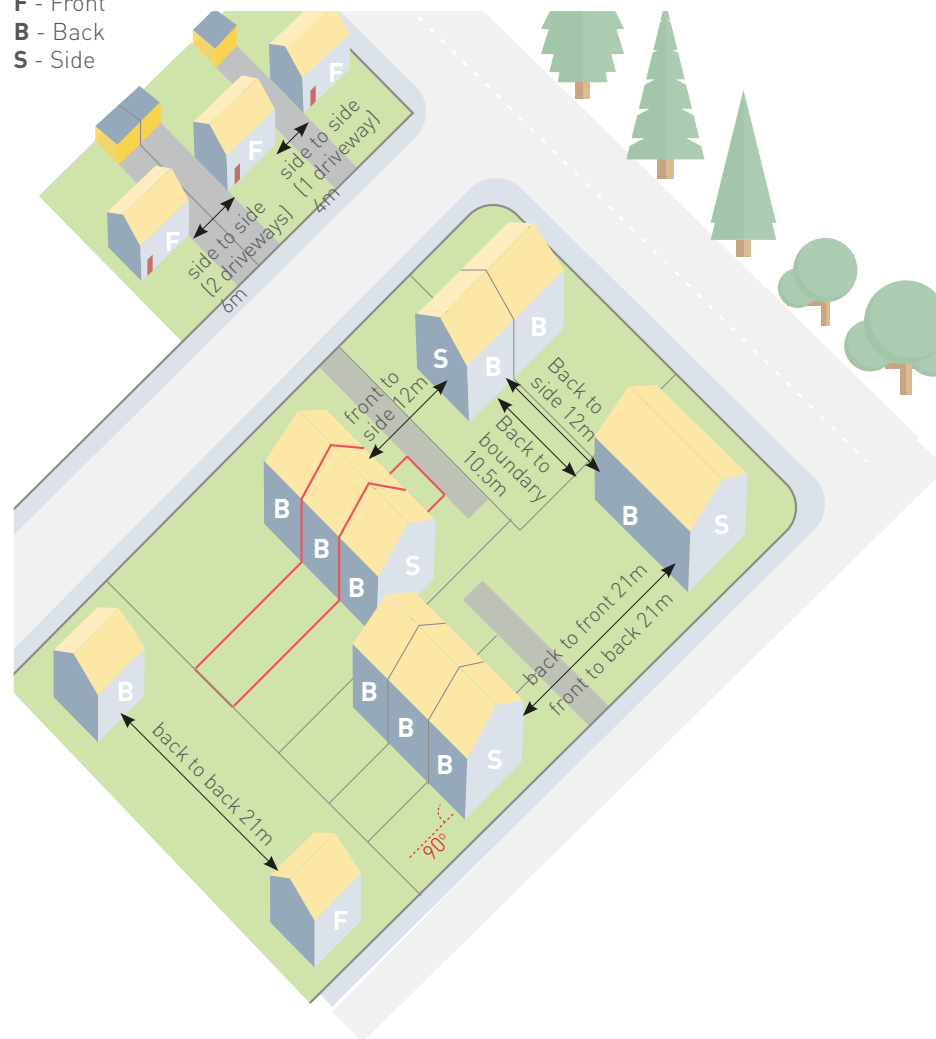 F - Front
B - Back
S - Side
F
F
F
side to side
(1 driveway)
4m
side to side
(2 driveways)
6m
S
B
B
front to
side 12m
Back to
side 12m
Back to
boundary
10.5m
B
B
B
S
B
S
back to front 21m
front to back 21m
B
B
B
S
B
back to back 21m
90º
F